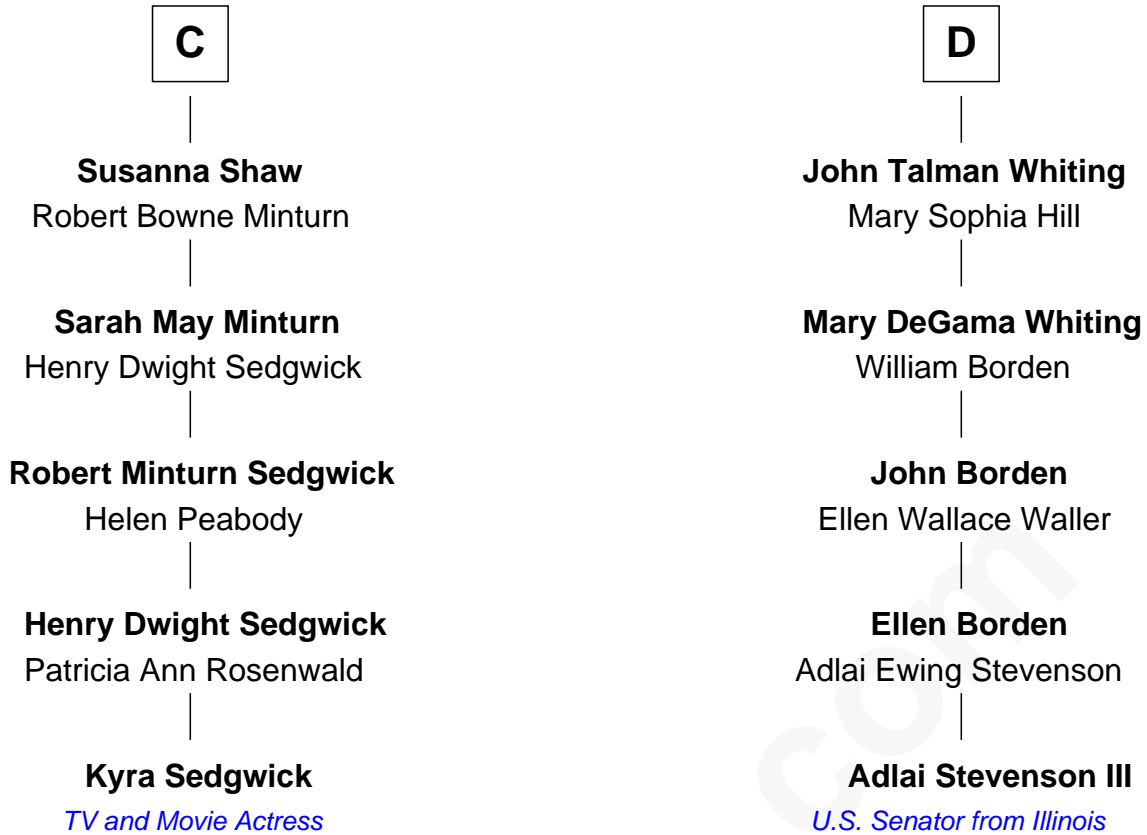 C
Susanna Shaw
Robert Bowne Minturn
Sarah May Minturn
Henry Dwight Sedgwick
Robert Minturn Sedgwick
Helen Peabody
Henry Dwight Sedgwick
Patricia Ann Rosenwald
Kyra Sedgwick
TV and Movie Actress
D
John Talman Whiting
Mary Sophia Hill
Mary DeGama Whiting
William Borden
John Borden
Ellen Wallace Waller
Ellen Borden
Adlai Ewing Stevenson
Adlai Stevenson III
U.S. Senator from Illinois
com